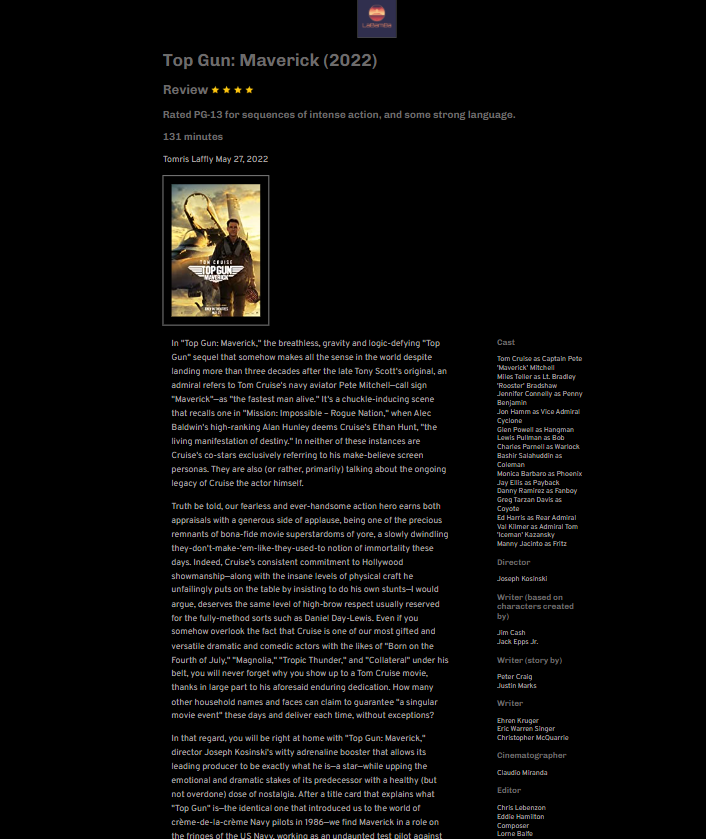 LaGamba
Top Gun: Maverick (2022)
Review
Rated PG-13 for sequences of intense action, and some strong language.
131 minutes
Tomris Laffly May 27, 2022
TOM CRUISE
TOP GUN
MAVERICK
In "Top Gun: Maverick," the breathless, gravity and logic-defying "Top
Gun" sequel that somehow makes all the sense in the world despite
landing more than three decades after the late Tony Scott's original, an
admiral refers to Tom Cruise's navy aviator Pete Mitchell—call sign
"Maverick"—as "the fastest man alive." It's a chuckle-inducing scene
that recalls one in "Mission: Impossible – Rogue Nation," when Alec
Baldwin's high-ranking Alan Hunley deems Cruise's Ethan Hunt, "the
living manifestation of destiny." In neither of these instances are
Cruise's co-stars exclusively referring to his make-believe screen
personas. They are also (or rather, primarily) talking about the ongoing
legacy of Cruise the actor himself.
Truth be told, our fearless and ever-handsome action hero earns both
appraisals with a generous side of applause, being one of the precious
remnants of bona-fide movie superstardoms of yore, a slowly dwindling
they-don't-make-'em-like-they-used-to notion of immortality these
days. Indeed, Cruise's consistent commitment to Hollywood
showmanship—along with the insane levels of physical craft he
unfailingly puts on the table by insisting to do his own stunts—I would
argue, deserves the same level of high-brow respect usually reserved
for the fully-method sorts such as Daniel Day-Lewis. Even if you
somehow overlook the fact that Cruise is one of our most gifted and
versatile dramatic and comedic actors with the likes of "Born on the
Fourth of July," "Magnolia," "Tropic Thunder," and "Collateral" under his
belt, you will never forget why you show up to a Tom Cruise movie,
thanks in large part to his aforesaid enduring dedication. How many
other household names and faces can claim to guarantee "a singular
movie event" these days and deliver each time, without exceptions?
In that regard, you will be right at home with "Top Gun: Maverick,"
director Joseph Kosinski's witty adrenaline booster that allows its
leading producer to be exactly what he is—a star—while upping the
emotional and dramatic stakes of its predecessor with a healthy (but
not overdone) dose of nostalgia. After a title card that explains what
"Top Gun" is—the identical one that introduced us to the world of
crème-de-la-crème Navy pilots in 1986—we find Maverick in a role on
the fringes of the US Navy, working as an undaunted test pilot against
Cast
Tom Cruise as Captain Pete
'Maverick' Mitchell
Miles Teller as Lt. Bradley
'Rooster' Bradshaw
Jennifer Connelly as Penny
Benjamin
Jon Hamm as Vice Admiral
Cyclone
Glen Powell as Hangman
Lewis Pullman as Bob
Charles Parnell as Warlock
Bashir Salahuddin as
Coleman
Monica Barbaro as Phoenix
Jay Ellis as Payback
Danny Ramirez as Fanboy
Greg Tarzan Davis as
Coyote
Ed Harris as Rear Admiral
Val Kilmer as Admiral Tom
'Iceman' Kazansky
Manny Jacinto as Fritz
Director
Joseph Kosinski
Writer (based on
characters created
by)
Jim Cash
Jack Epps Jr.
Writer (story by)
Peter Craig
Justin Marks
Writer
Ehren Kruger
Eric Warren Singer
Christopher McQuarrie
Cinematographer
Claudio Miranda
Editor
Chris Lebenzon
Eddie Hamilton
Composer
Lorne Balfe